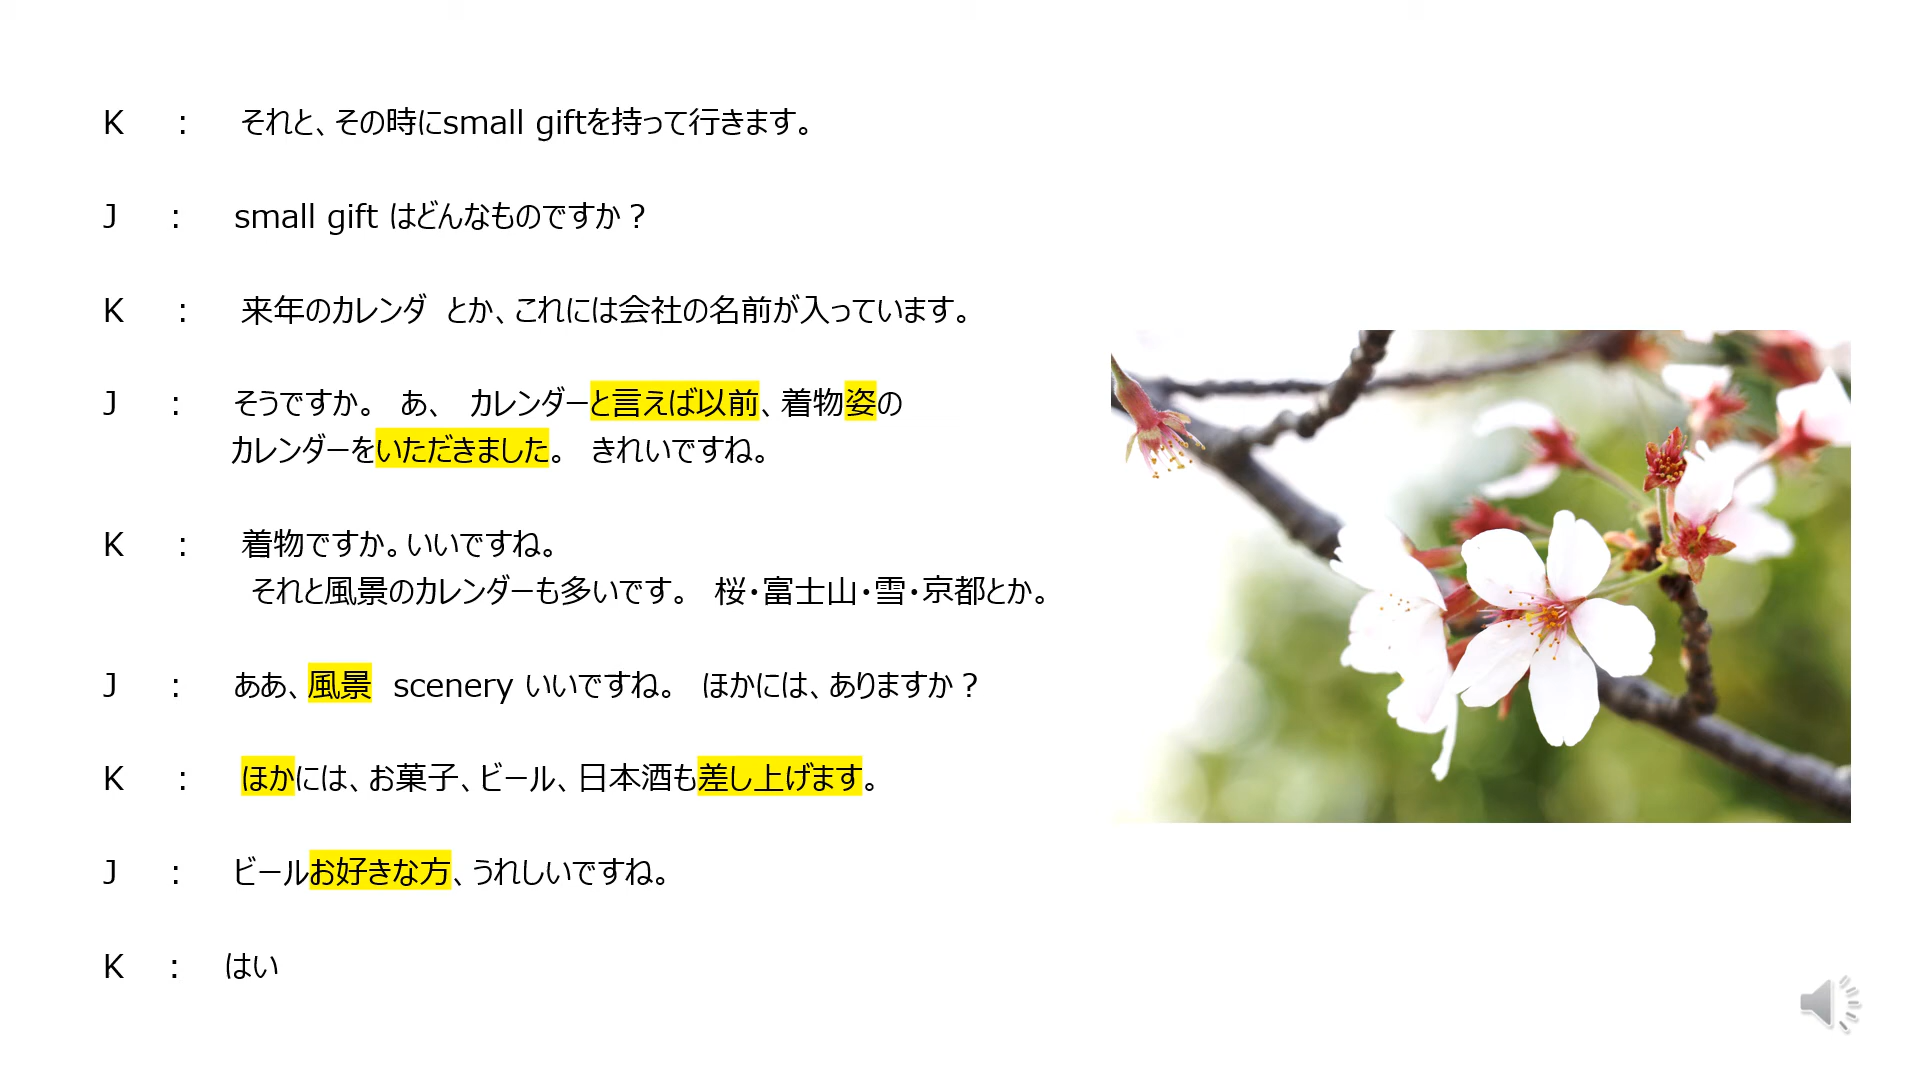 K : それと、その時にsmall giftを持って行きます。
J : small gift はどんなものですか？
K : 来年のカレンダ とか、これには会社の名前が入っています。
J : そうですか。 あ、 カレンダーと言えば以前、着物姿の
カレンダーをいただきました。 きれいですね。
K : 着物ですか。いいですね。
それと風景のカレンダーも多いです。 桜・富士山・雪・京都とか。
J : ああ、風景 scenery いいですね。 ほかには、ありますか？
K : ほかには、お菓子、ビール、日本酒も差し上げます。
J : ビールお好きな方、うれしいですね。
K : はい